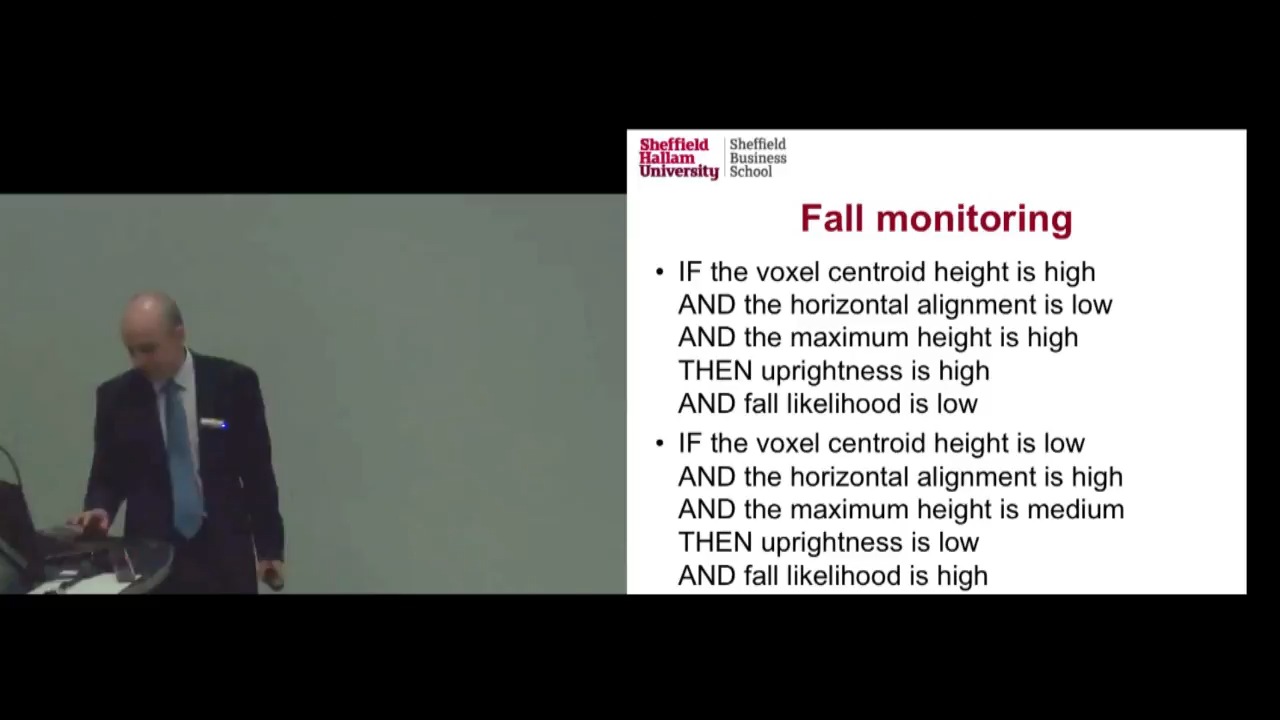 Sheffield
Hallam
University
Sheffield
Business
School
Fall monitoring
• IF the voxel centroid height is high
AND the horizontal alignment is low
AND the maximum height is high
THEN uprightness is high
AND fall likelihood is low
• IF the voxel centroid height is low
AND the horizontal alignment is high
AND the maximum height is medium
THEN uprightness is low
AND fall likelihood is high